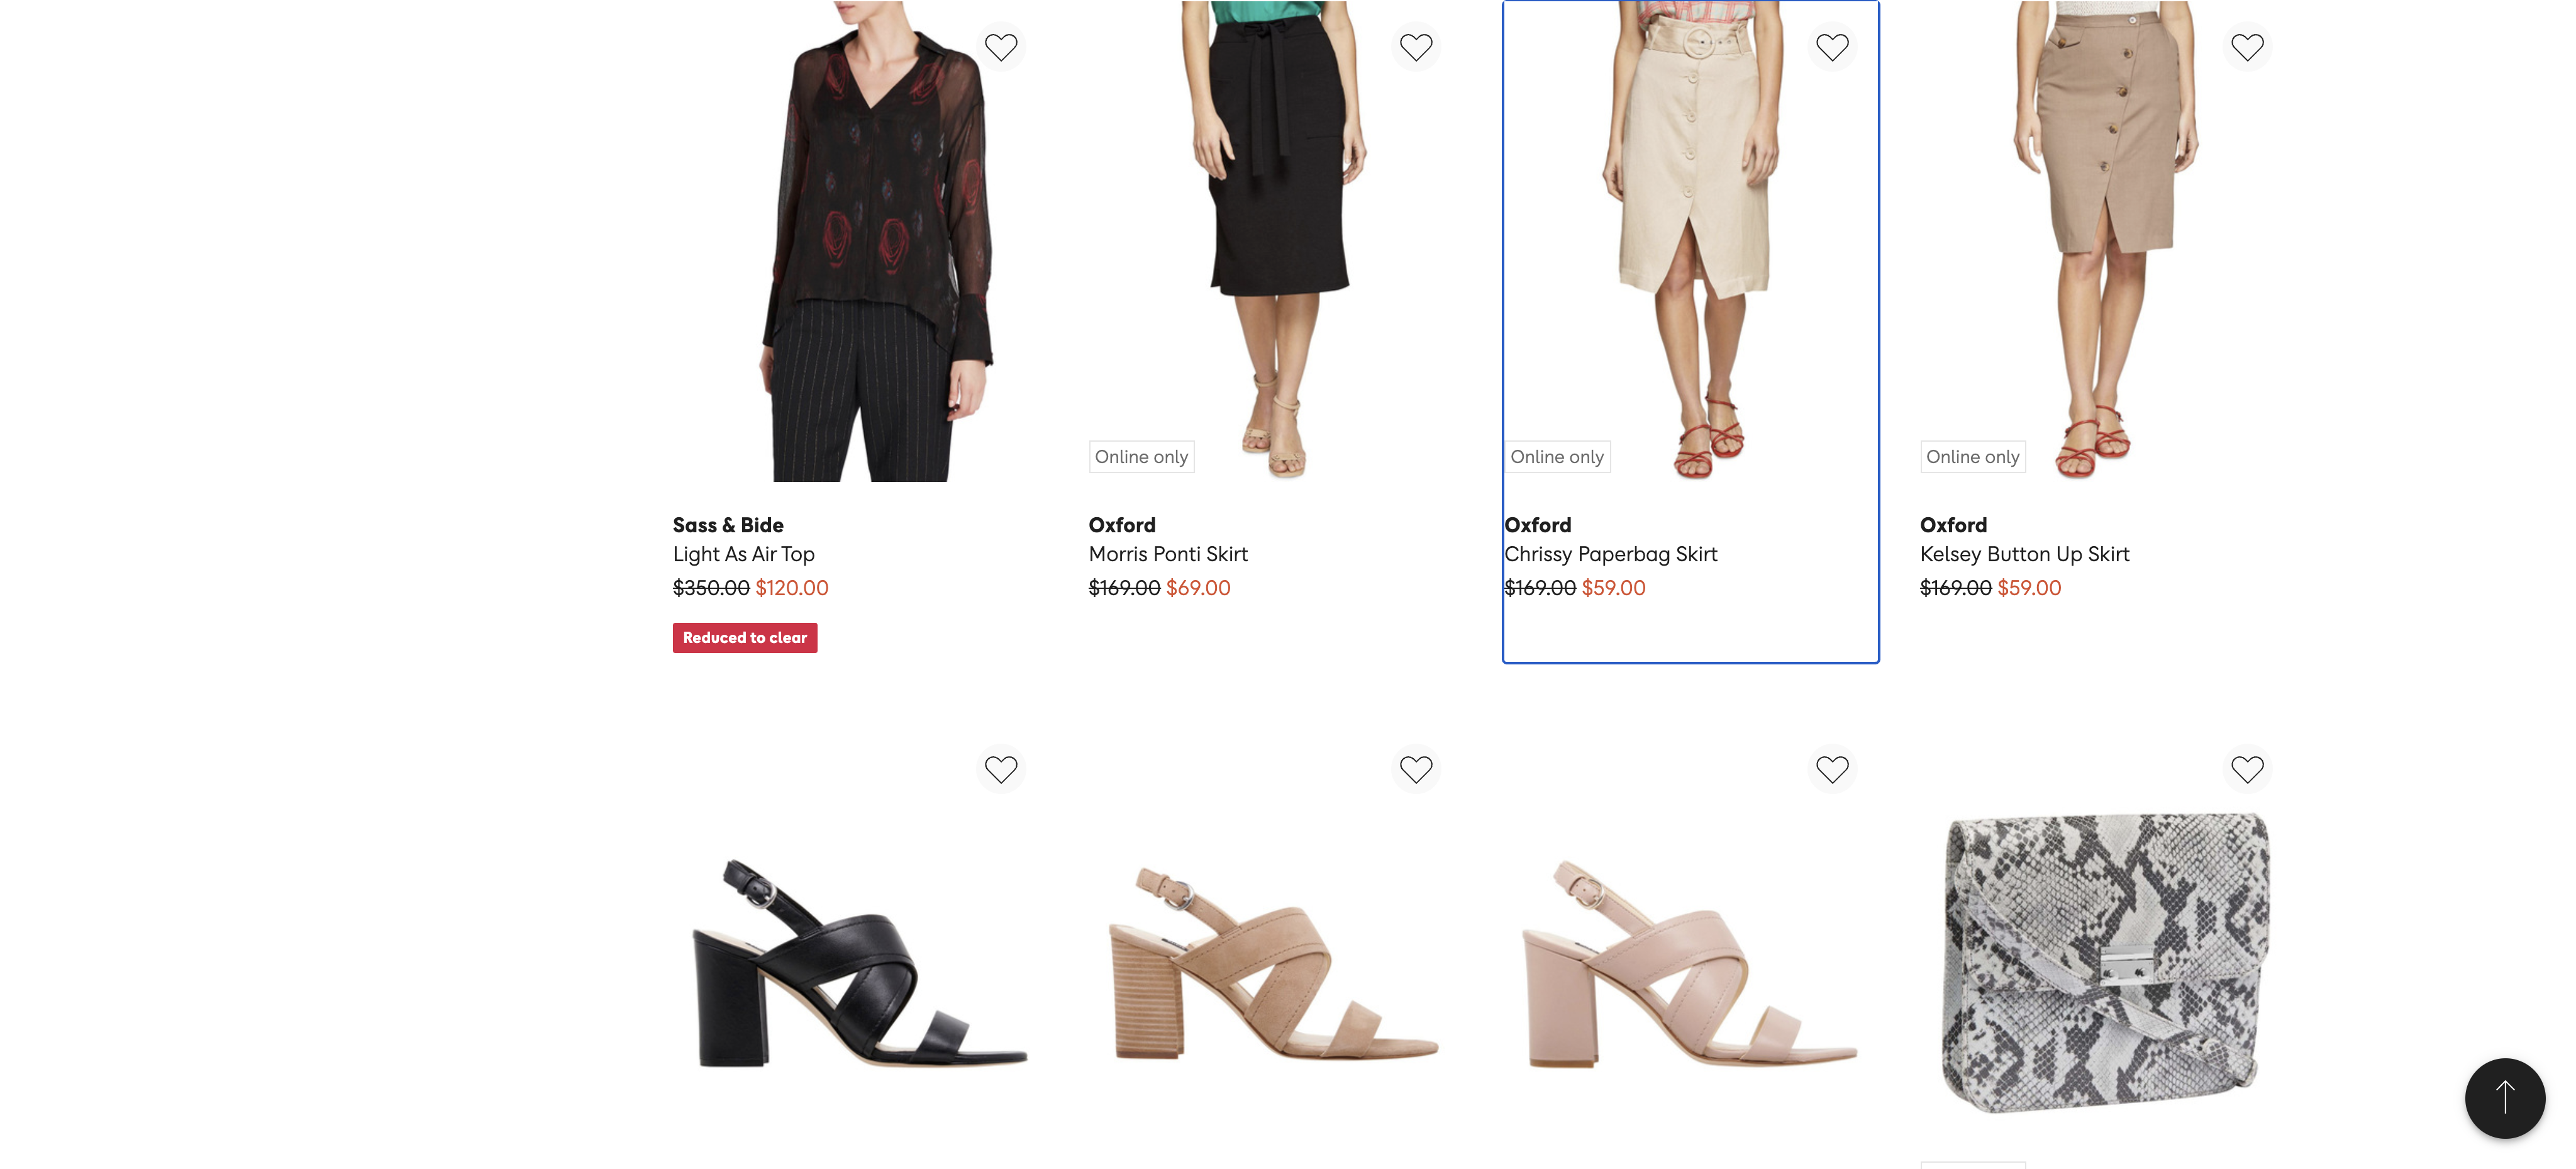 Online only
Online only
Online only
Sass & Bide
Light As Air Top
$350.00 $120.00
Reduced to clear
Oxford
Morris Ponti Skirt
$169.00 $69.00
Oxford
Chrissy Paperbag Skirt
$169.00 $59.00
Oxford
Kelsey Button Up Skirt
$169.00 $59.00